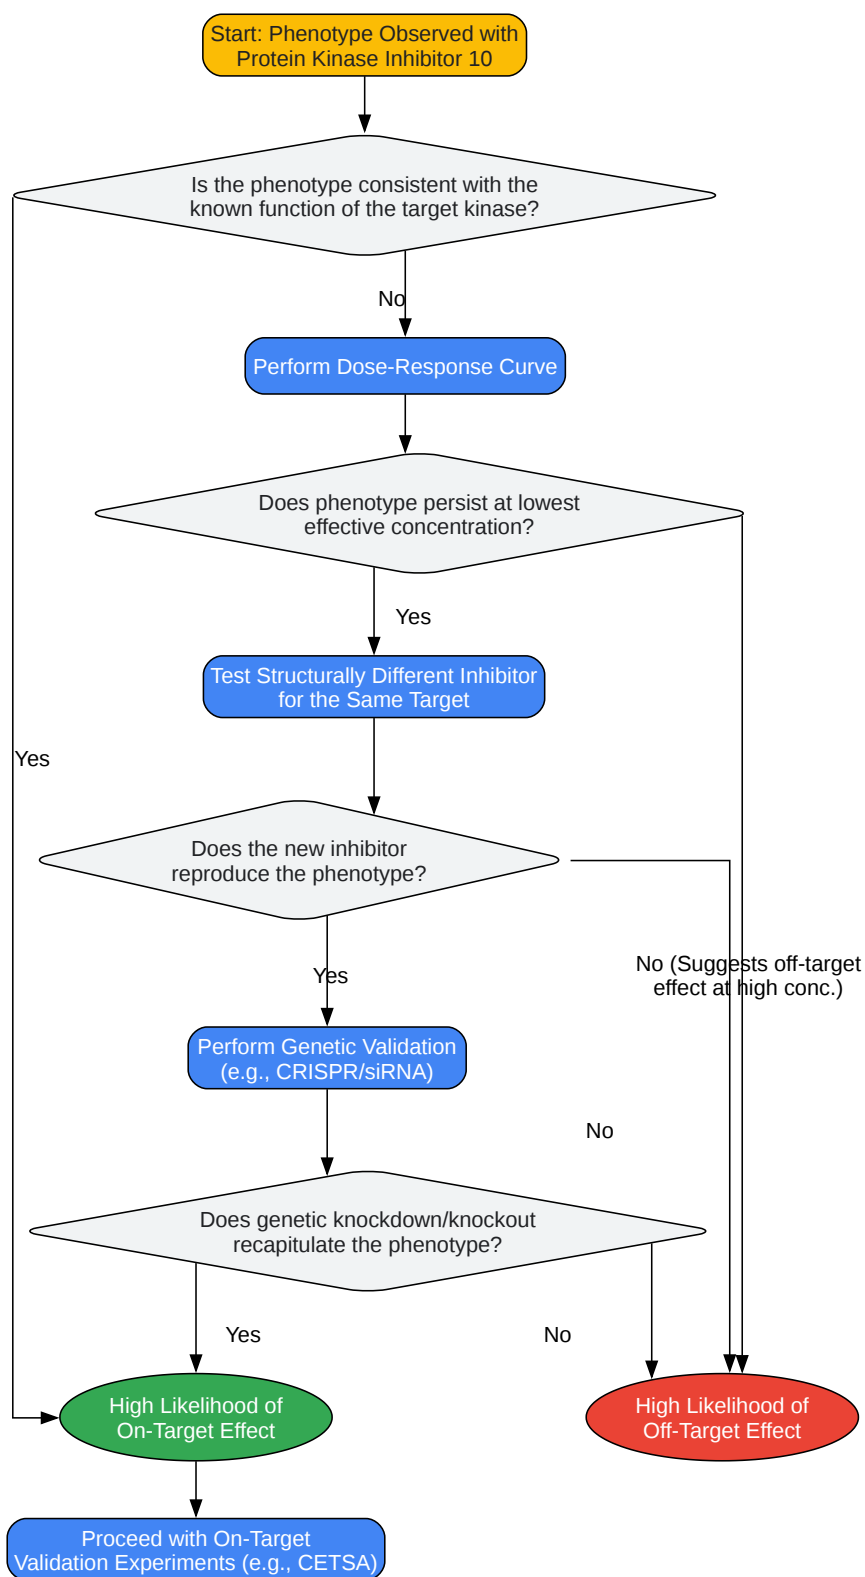 Start: Phenotype Observed with
Protein Kinase Inhibitor 10
Is the phenotype consistent with the
known function of the target kinase?
No
Perform Dose-Response Curve
Does phenotype persist at lowest
effective concentration?
Yes
Test Structurally Different Inhibitor
for the Same Target
Yes
Does the new inhibitor
reproduce the phenotype?
No (Suggests off-target
effect at high conc.)
Yes
Perform Genetic Validation
(e.g., CRISPR/siRNA)
No
Does genetic knockdown/knockout
recapitulate the phenotype?
Yes
No
High Likelihood of
On-Target Effect
High Likelihood of
Off-Target Effect
Proceed with On-Target
Validation Experiments (e.g., CETSA)